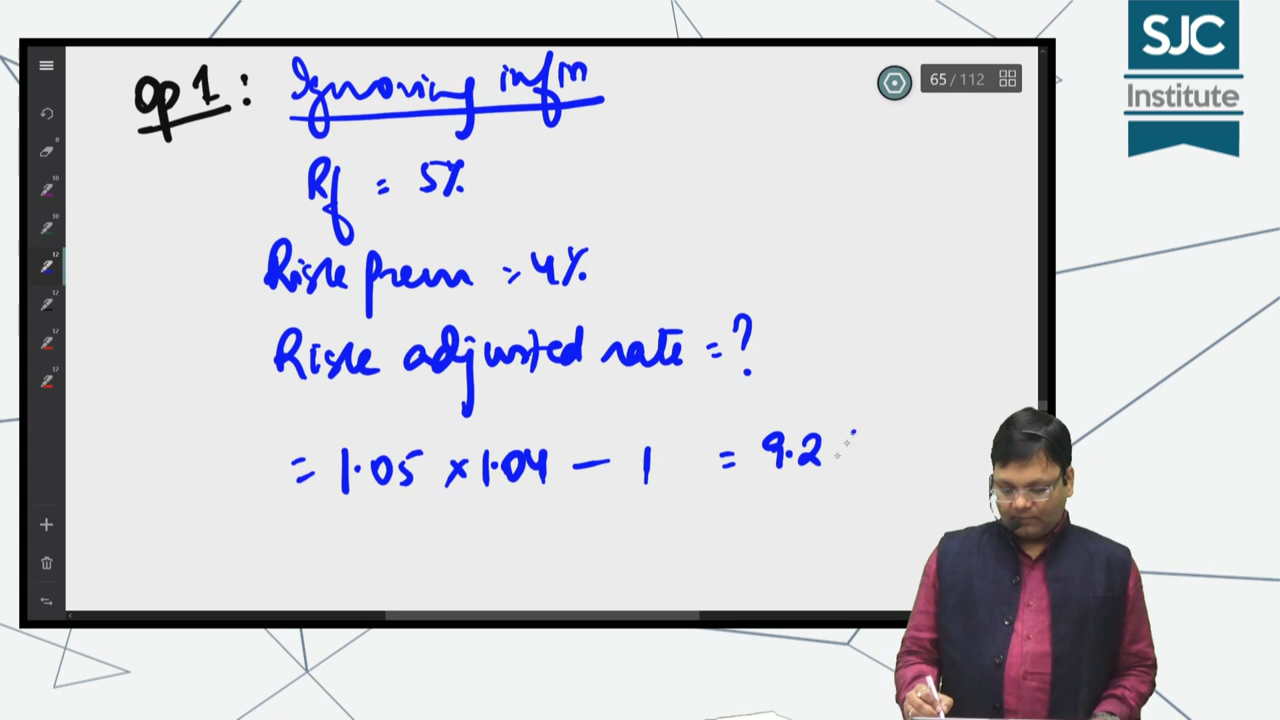 SJC
Institute
65 / 112
Op 1 : Ignoring infn
Rf = 5%
Risk prem = 4%
Risk adjusted rate = ?
= 1.05 x 1.04 – 1 = 9.2